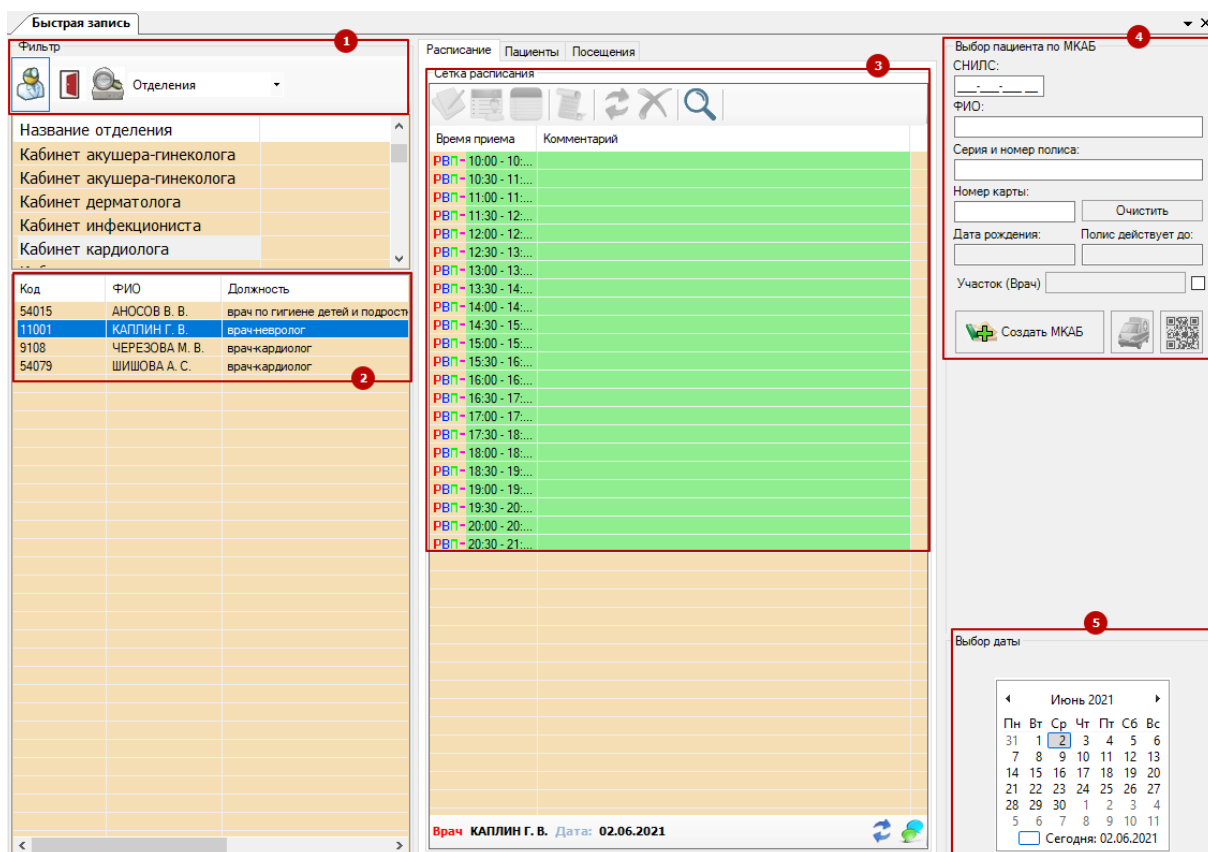 Быстрая запись
Фильтр
1
Отделения
Название отделения
Кабинет акушера-гинеколога
Кабинет акушера-гинеколога
Кабинет дерматолога
Кабинет инфекциониста
Кабинет кардиолога
Код ФИО Должность
54015 АНОСОВ В. В. врач по гигиене детей и подростк
11001 КАПЛИН Г. В. врач-невролог
9108 ЧЕРЕЗОВА М. В. врач-кардиолог
54079 ШИШОВА А. С. врач-кардиолог
2
Расписание Пациенты Посещения
3
Сетка расписания
Время приема Комментарий
РВП- 10:00 - 10:...
РВП- 10:30 - 11:...
РВП- 11:00 - 11:...
РВП- 11:30 - 12:...
РВП- 12:00 - 12:...
РВП- 12:30 - 13:...
РВП- 13:00 - 13:...
РВП- 13:30 - 14:...
РВП- 14:00 - 14:...
РВП- 14:30 - 15:...
РВП- 15:00 - 15:...
РВП- 15:30 - 16:...
РВП- 16:00 - 16:...
РВП- 16:30 - 17:...
РВП- 17:00 - 17:...
РВП- 17:30 - 18:...
РВП- 18:00 - 18:...
РВП- 18:30 - 19:...
РВП- 19:00 - 19:...
РВП- 19:30 - 20:...
РВП- 20:00 - 20:...
РВП- 20:30 - 21:...
Врач КАПЛИН Г. В. Дата: 02.06.2021
4
Выбор пациента по МКАБ
СНИЛС:
___-___-___ __
ФИО:
Серия и номер полиса:
Номер карты:
Очистить
Дата рождения: Полис действует до:
Участок (Врач)
Создать МКАБ
5
Выбор даты
Июнь 2021
Пн Вт Ср Чт Пт Сб Вс
31 1 2 3 4 5 6
7 8 9 10 11 12 13
14 15 16 17 18 19 20
21 22 23 24 25 26 27
28 29 30 1 2 3 4
5 6 7 8 9 10 11
Сегодня: 02.06.2021